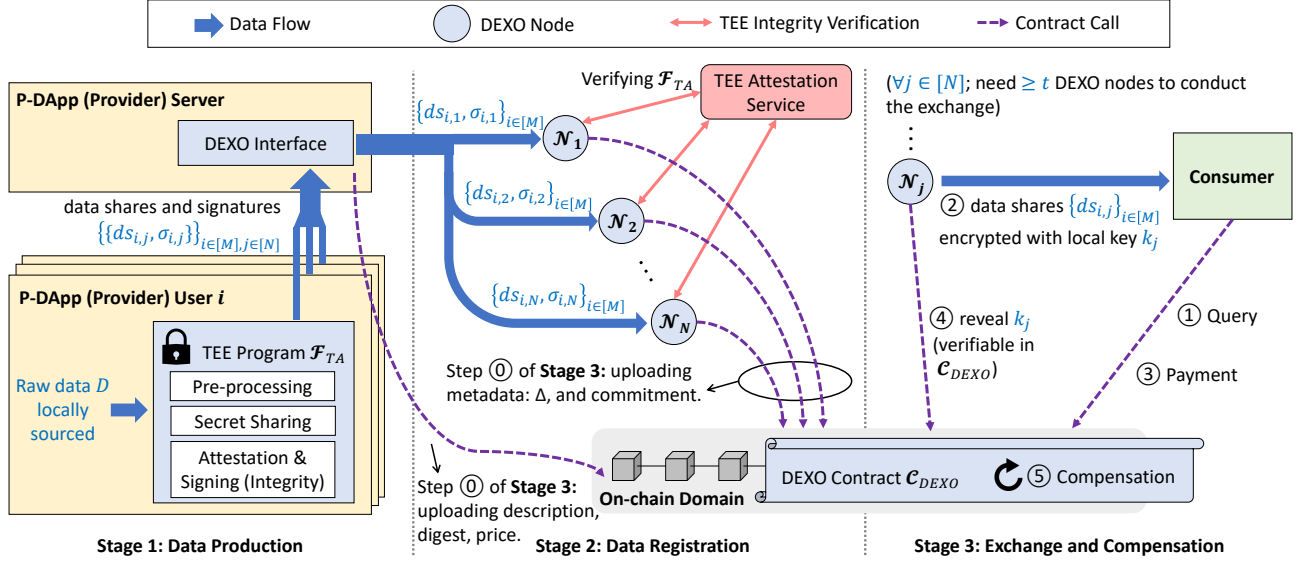 Data Flow
DEXO Node
TEE Integrity Verification
Contract Call
P-DApp (Provider) Server
DEXO Interface
data shares and signatures
{{ds_{i,j}, σ_{i,j}}}_{i∈[M],j∈[N]}
P-DApp (Provider) User i
TEE Program 𝓕_{TA}
Pre-processing
Secret Sharing
Attestation &
Signing (Integrity)
Raw data D
locally
sourced
Stage 1: Data Production
Verifying 𝓕_{TA}
TEE Attestation
Service
{ds_{i,1}, σ_{i,1}}_{i∈[M]}
𝓝_1
{ds_{i,2}, σ_{i,2}}_{i∈[M]}
𝓝_2
...
{ds_{i,N}, σ_{i,N}}_{i∈[M]}
𝓝_N
Step ⓪ of Stage 3: uploading
metadata: Δ, and commitment.
Step ⓪ of Stage 3:
uploading description,
digest, price.
On-chain Domain
DEXO Contract 𝓒_{DEXO}
⑤ Compensation
Stage 2: Data Registration
(∀j ∈ [N]; need ≥ t DEXO nodes to conduct
the exchange)
...
𝓝_j
Consumer
② data shares {ds_{i,j}}_{i∈[M]}
encrypted with local key k_j
④ reveal k_j
(verifiable in
𝓒_{DEXO})
① Query
③ Payment
Stage 3: Exchange and Compensation